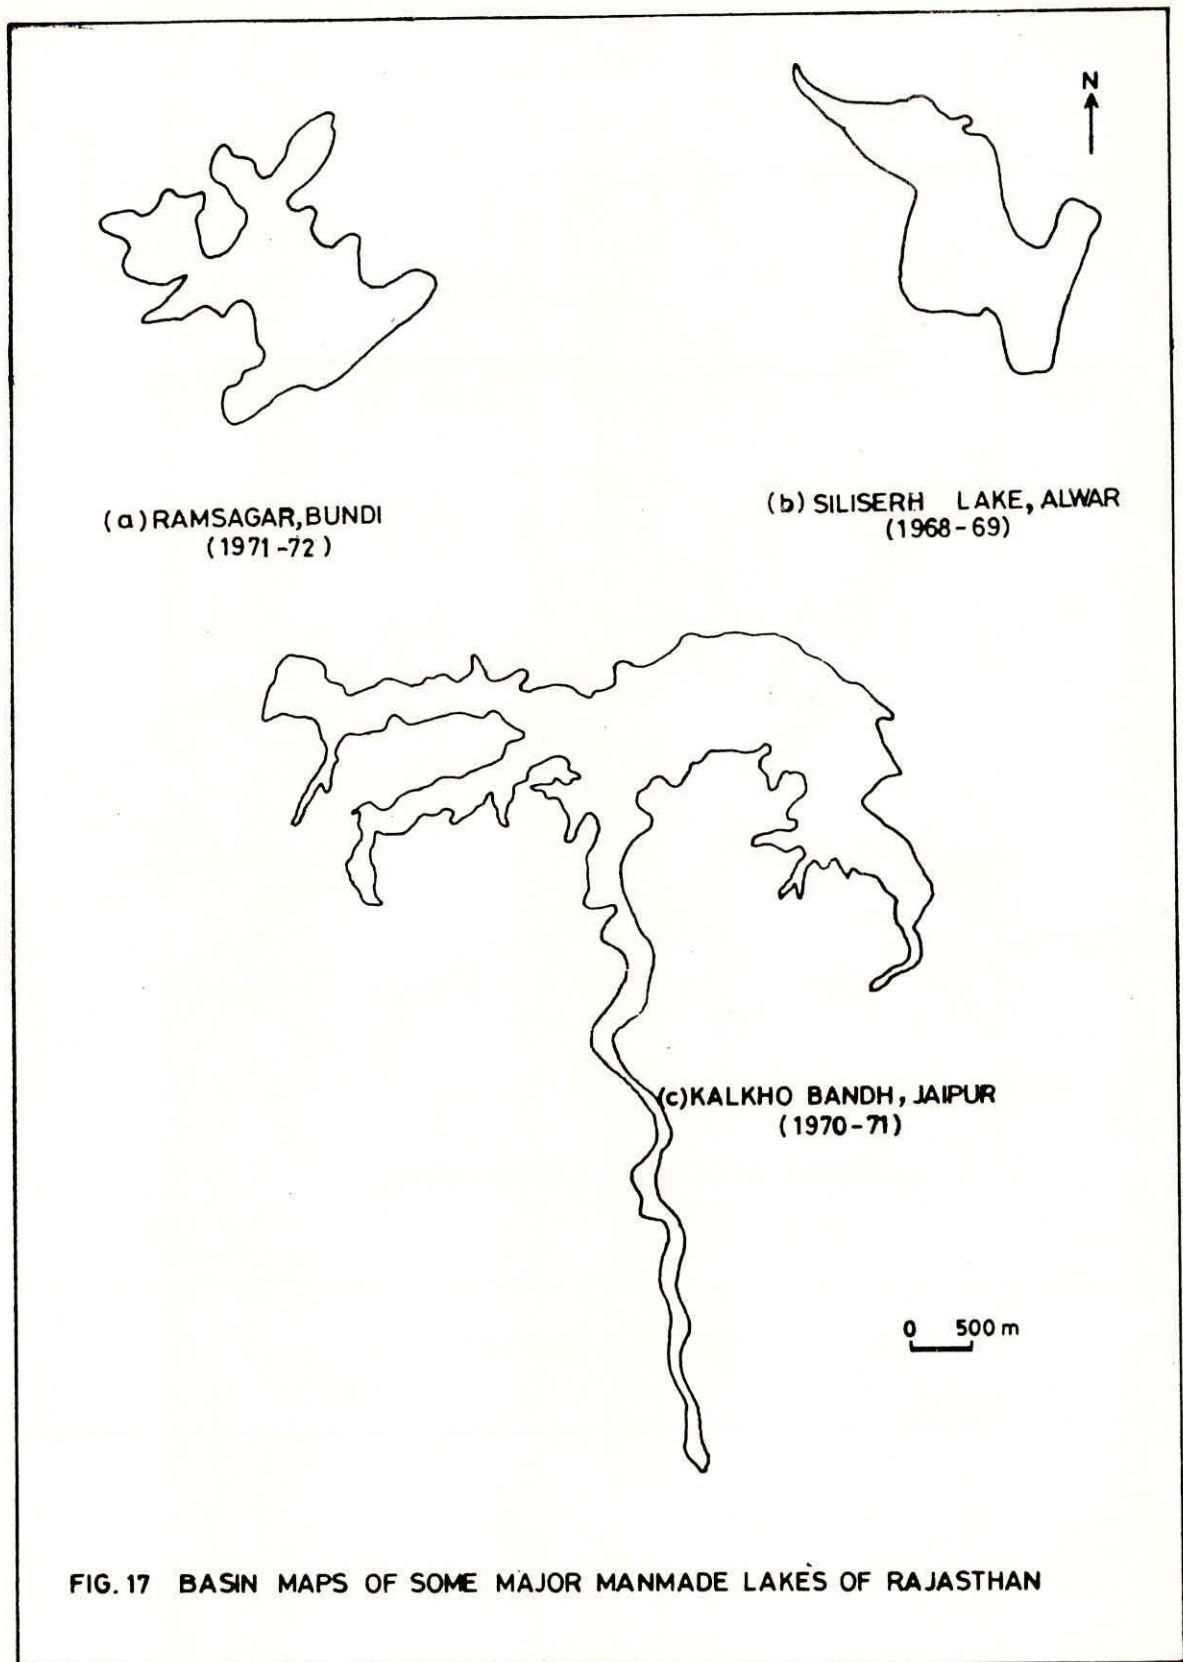 N
(a) RAMSAGAR, BUNDI
(1971-72)
(b) SILISERH LAKE, ALWAR
(1968-69)
(c) KALKHO BANDH, JAIPUR
(1970-71)
0 500 m
FIG. 17 BASIN MAPS OF SOME MAJOR MANMADE LAKES OF RAJASTHAN